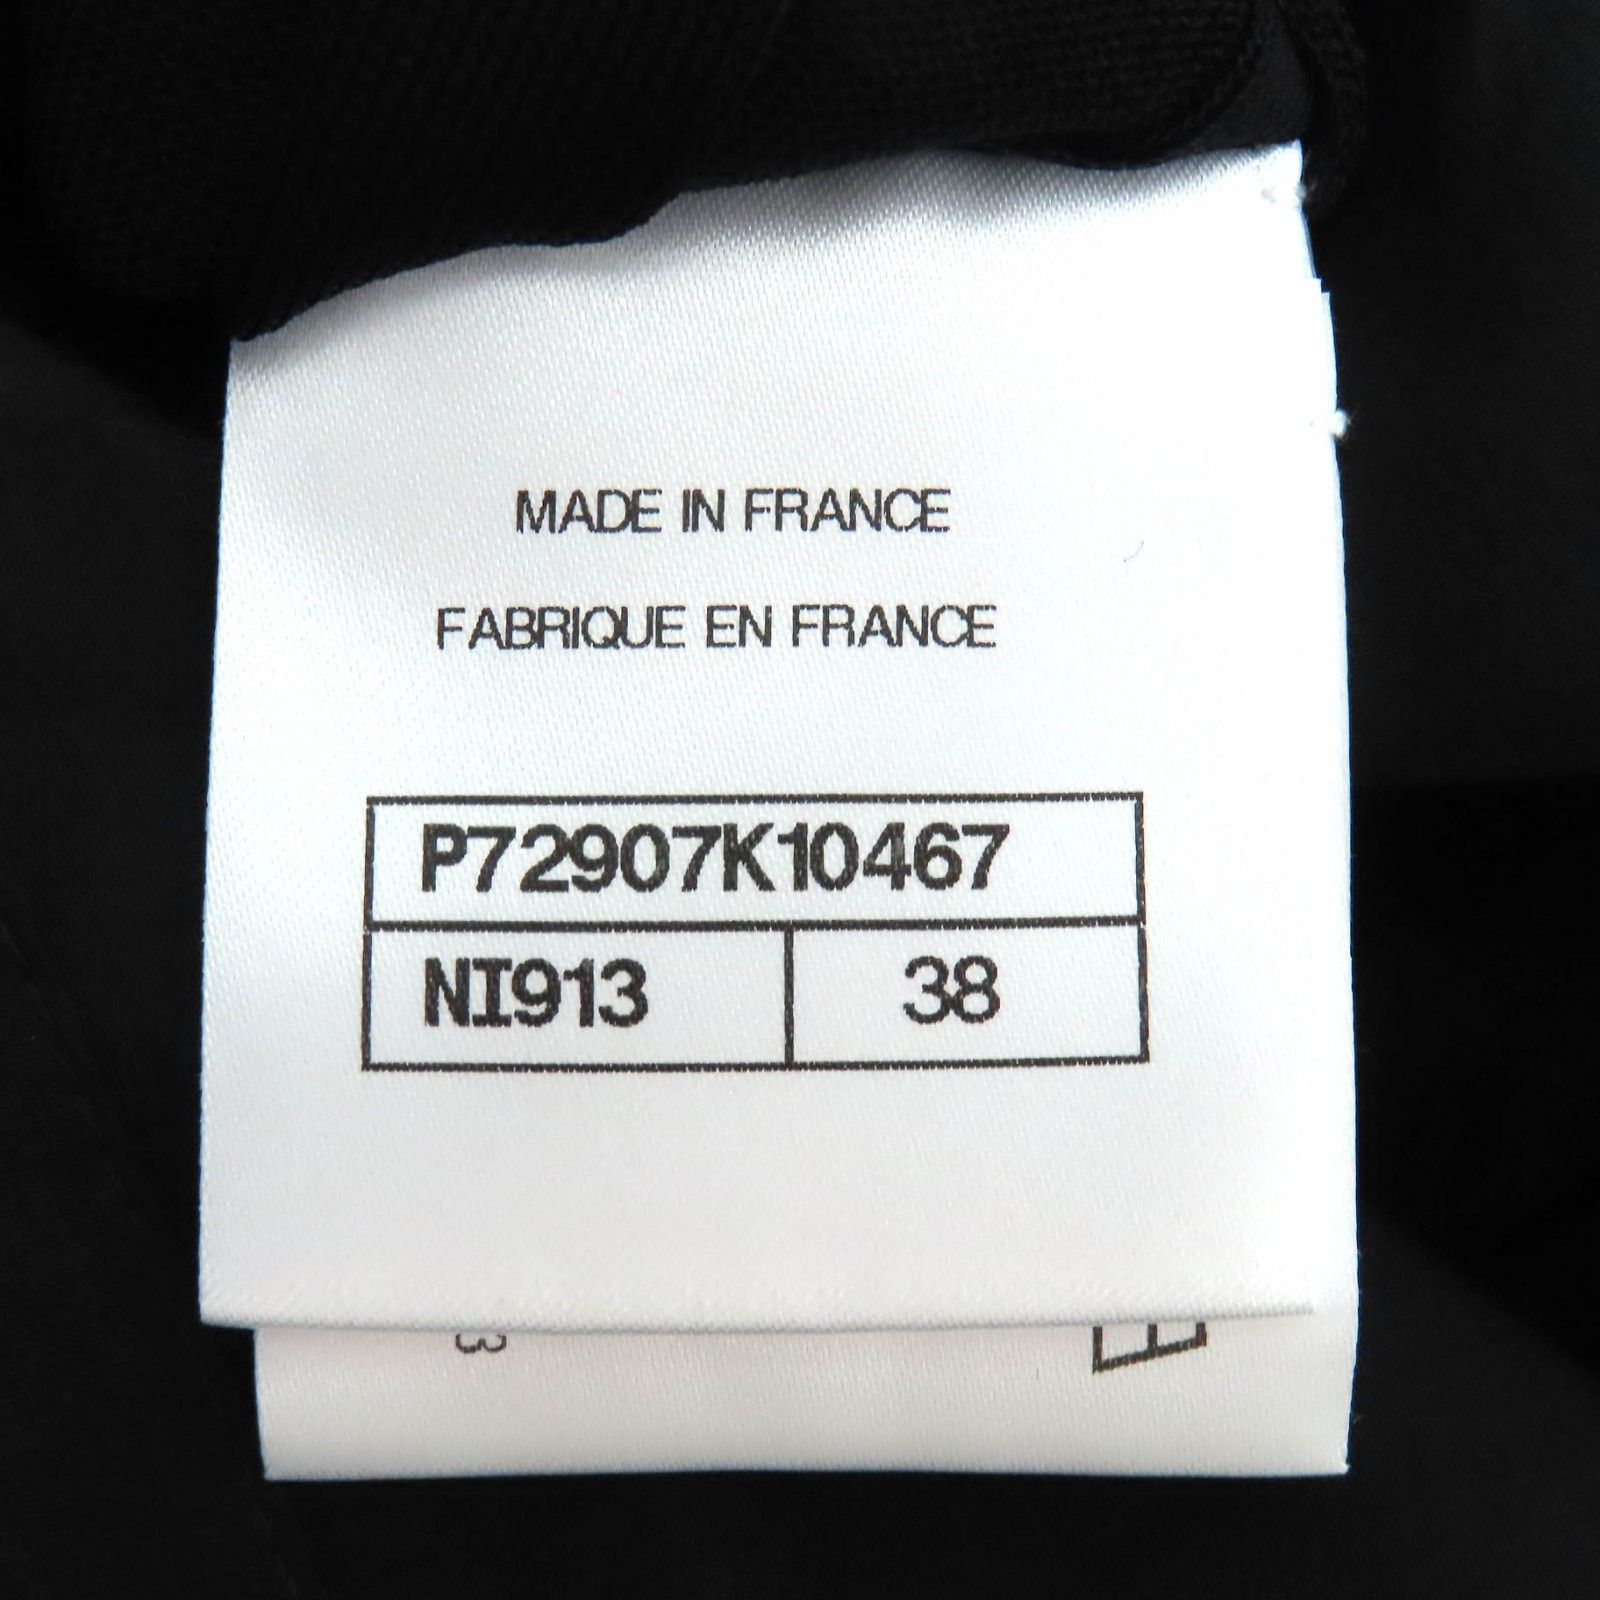 MADE IN FRANCE
FABRIQUE EN FRANCE
P72907K10467
NI913 38